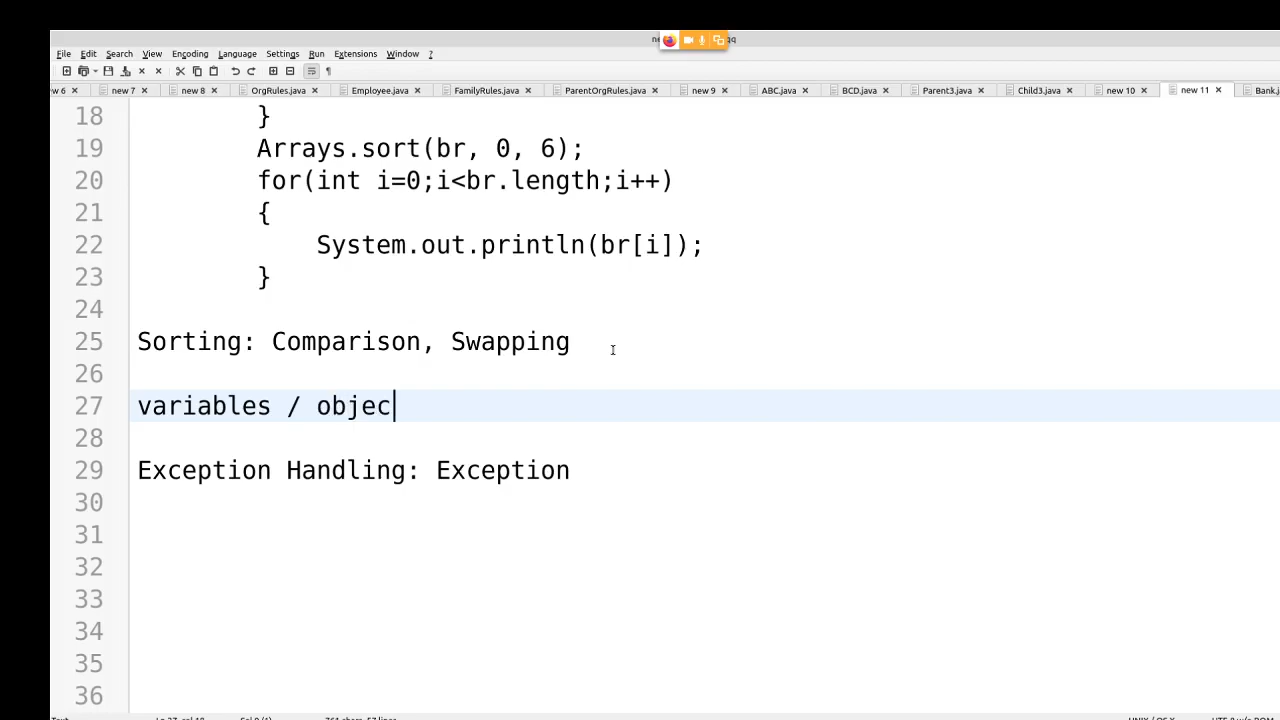 File Edit Search View Encoding Language Settings Run Extensions Window ?
new 7 new 8 OrgRules.java Employee.java FamilyRules.java ParentOrgRules.java new 9 ABC.java BCD.java Parent3.java Child3.java new 10 new 11
18 }
19 Arrays.sort(br, 0, 6);
20 for(int i=0;i<br.length;i++)
21 {
22 System.out.println(br[i]);
23 }
24
25 Sorting: Comparison, Swapping
26
27 variables / objec
28
29 Exception Handling: Exception
30
31
32
33
34
35
36